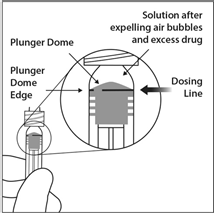 Solution after
expelling air bubbles
and excess drug
Plunger Dome
Plunger
Dome
Edge
Dosing
Line